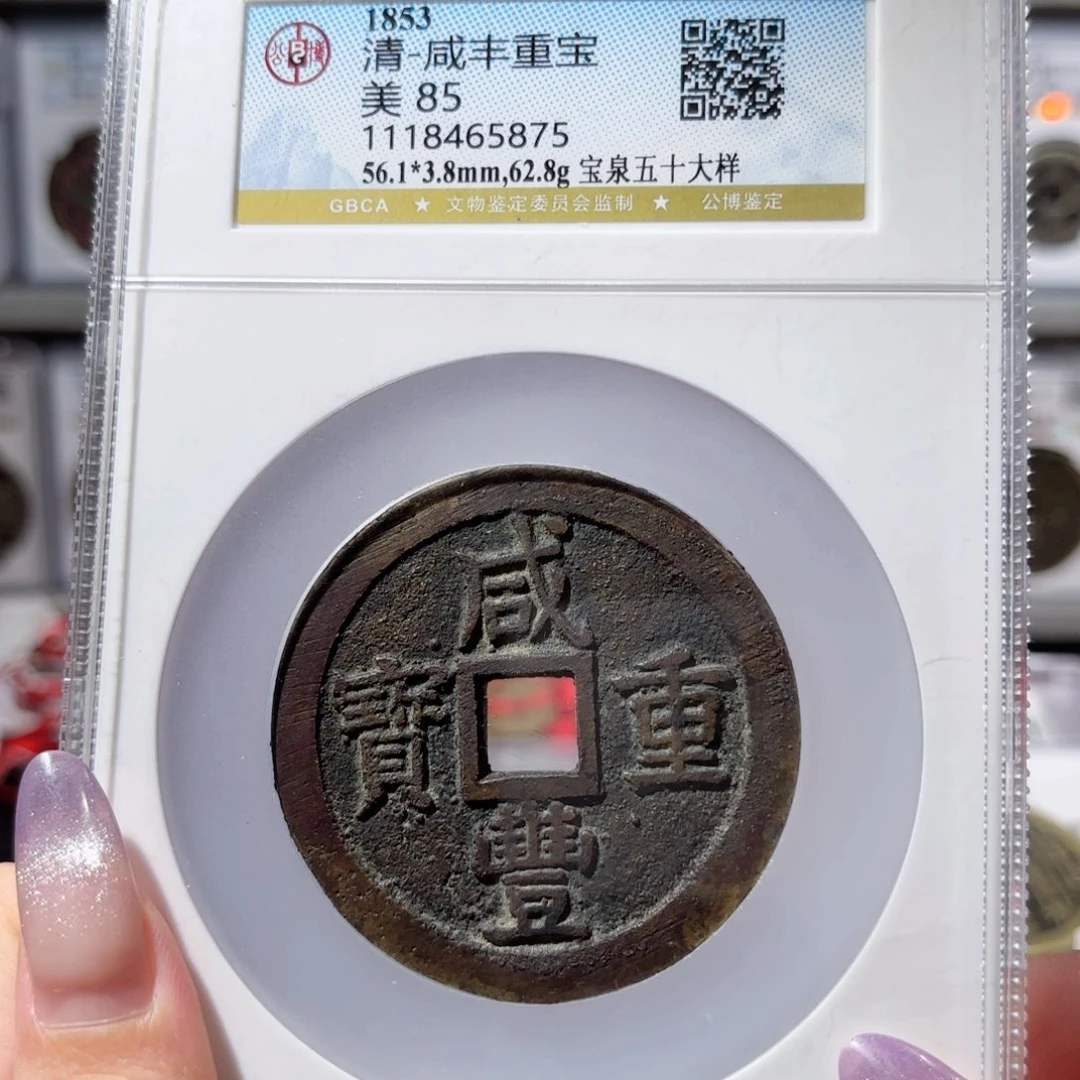 1853
清-咸丰重宝
美 85
1118465875
56.1*3.8mm,62.8g 宝泉五十大样
GBCA ★ 文物鉴定委员会监制 ★ 公博鉴定
公博
咸
寶 重
豐